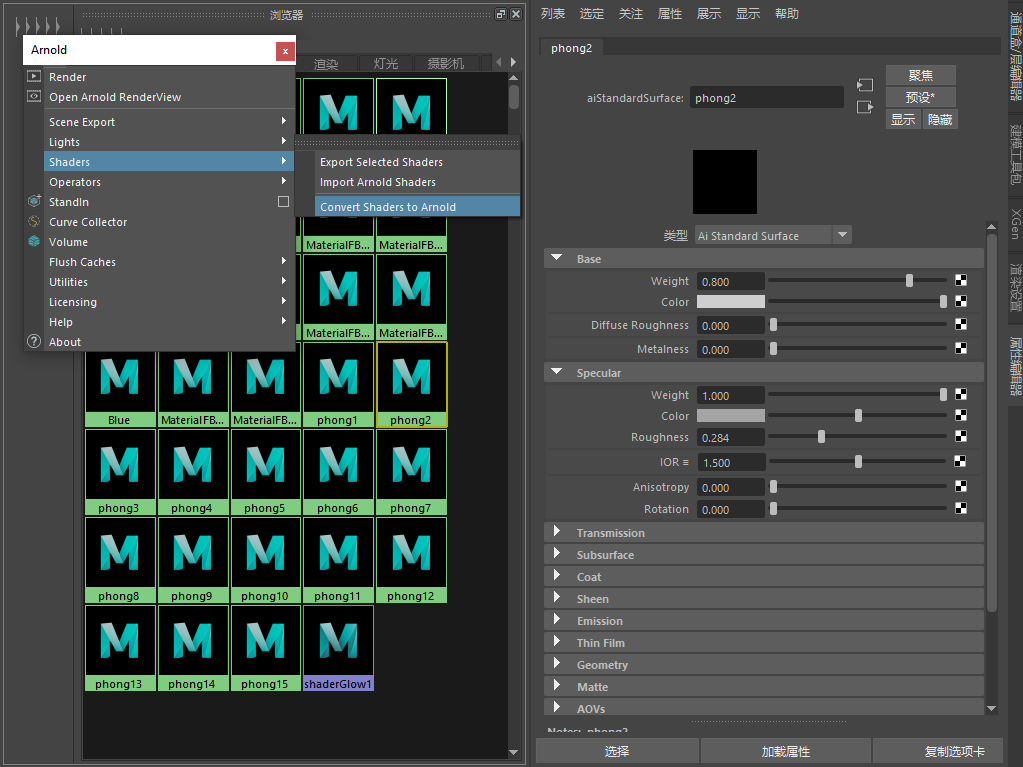 浏览器
Arnold
Render
Open Arnold RenderView
Scene Export
Lights
Shaders
Operators
StandIn
Curve Collector
Volume
Flush Caches
Utilities
Licensing
Help
About
Export Selected Shaders
Import Arnold Shaders
Convert Shaders to Arnold
渲染 灯光 摄影机
MaterialFB... MaterialFB...
MaterialFB... MaterialFB...
Blue MaterialFB... MaterialFB... phong1 phong2
phong3 phong4 phong5 phong6 phong7
phong8 phong9 phong10 phong11 phong12
phong13 phong14 phong15 shaderGlow1
列表 选定 关注 属性 展示 显示 帮助
phong2
aiStandardSurface: phong2
聚焦
预设*
显示 隐藏
类型 Ai Standard Surface
Base
Weight 0.800
Color
Diffuse Roughness 0.000
Metalness 0.000
Specular
Weight 1.000
Color
Roughness 0.284
IOR ≡ 1.500
Anisotropy 0.000
Rotation 0.000
Transmission
Subsurface
Coat
Sheen
Emission
Thin Film
Geometry
Matte
AOVs
Notes: phong2
选择 加载属性 复制选项卡
通道盒/层编辑器
建模工具包
XGen
渲染设置
属性编辑器